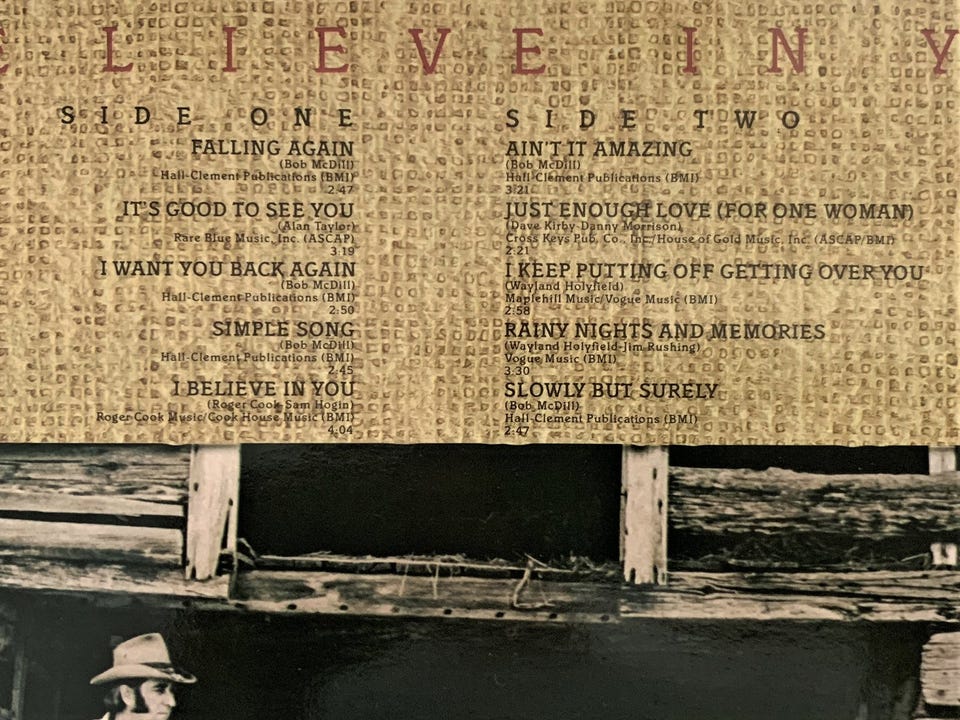 ELIEVE IN Y
SIDE ONE
FALLING AGAIN
(Bob McDill)
Hall-Clement Publications (BMI)
2:47
IT'S GOOD TO SEE YOU
(Alan Taylor)
Rare Blue Music, Inc. (ASCAP)
3:19
I WANT YOU BACK AGAIN
(Bob McDill)
Hall-Clement Publications (BMI)
2:50
SIMPLE SONG
(Bob McDill)
Hall-Clement Publications (BMI)
2:45
I BELIEVE IN YOU
(Roger Cook-Sam Hogin)
Roger Cook Music/Cook House Music (BMI)
4:04
SIDE TWO
AIN'T IT AMAZING
(Bob McDill)
Hall-Clement Publications (BMI)
3:21
JUST ENOUGH LOVE (FOR ONE WOMAN)
(Dave Kirby-Danny Morrison)
Cross Keys Pub. Co., Inc./House of Gold Music, Inc. (ASCAP/BMI)
2:21
I KEEP PUTTING OFF GETTING OVER YOU
(Wayland Holyfield)
Maplehill Music/Vogue Music (BMI)
2:58
RAINY NIGHTS AND MEMORIES
(Wayland Holyfield-Jim Rushing)
Vogue Music (BMI)
3:30
SLOWLY BUT SURELY
(Bob McDill)
Hall-Clement Publications (BMI)
2:47